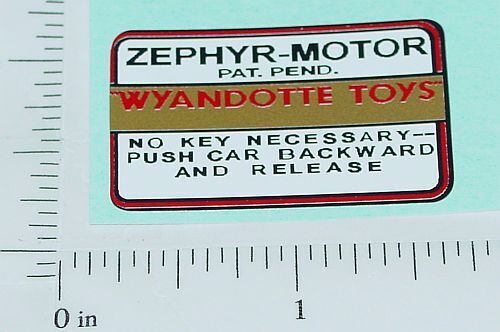 ZEPHYR-MOTOR
PAT. PEND.
"WYANDOTTE TOYS"
NO KEY NECESSARY--
PUSH CAR BACKWARD
AND RELEASE
0 in
1